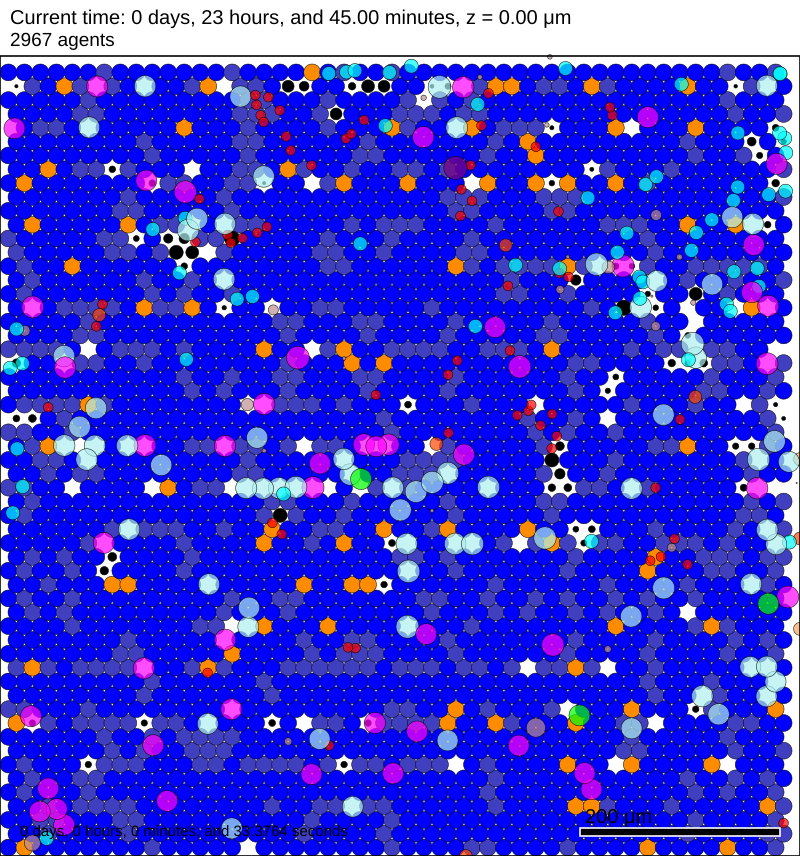 Current time: 0 days, 23 hours, and 45.00 minutes, z = 0.00 μm
2967 agents
200 μm
0 days, 0 hours, 0 minutes, and 33.3764 seconds